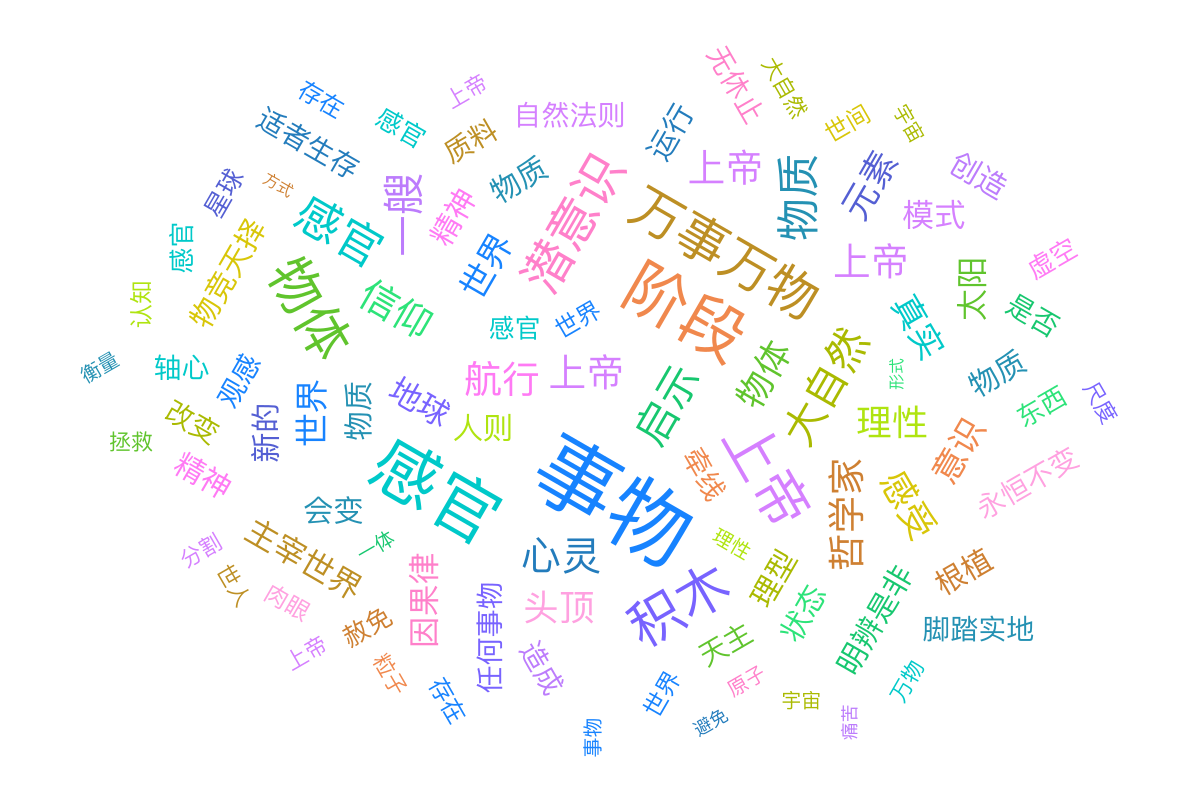 无休止
大自然
存在
上帝
感官
自然法则
世间
宇宙
适者生存
质料
运行
物质
上帝
物质
元素
创造
星球
方式
一艘
精神
潜意识
万事万物
模式
感官
感官
物竞天择
世界
上帝
虚空
认知
物体
信仰
感官
世界
阶段
真实
太阳
是否
衡量
轴心
观感
航行
上帝
物体
大自然
形式
物质
尺度
改变
新的
世界
物质
地球
人则
启示
理性
东西
拯救
精神
感官
事物
牵线
上帝
哲学家
感受
意识
永恒不变
会变
分割
主宰世界
一体
心灵
理性
世人
肉眼
因果律
任何事物
头顶
积木
理型
状态
明辨是非
根植
赦免
上帝
粒子
存在
造成
天主
脚踏实地
世界
原子
宇宙
万物
事物
避免
痛苦